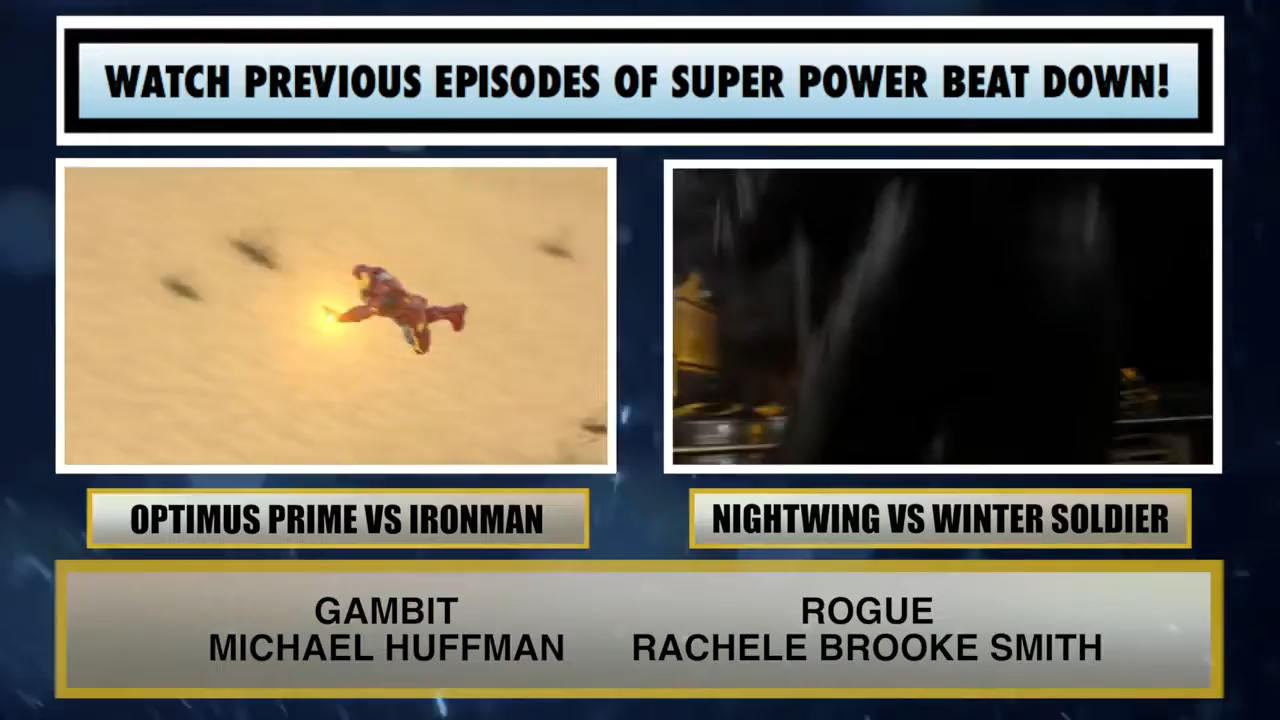 WATCH PREVIOUS EPISODES OF SUPER POWER BEAT DOWN!
OPTIMUS PRIME VS IRONMAN
NIGHTWING VS WINTER SOLDIER
GAMBIT
MICHAEL HUFFMAN
ROGUE
RACHELE BROOKE SMITH